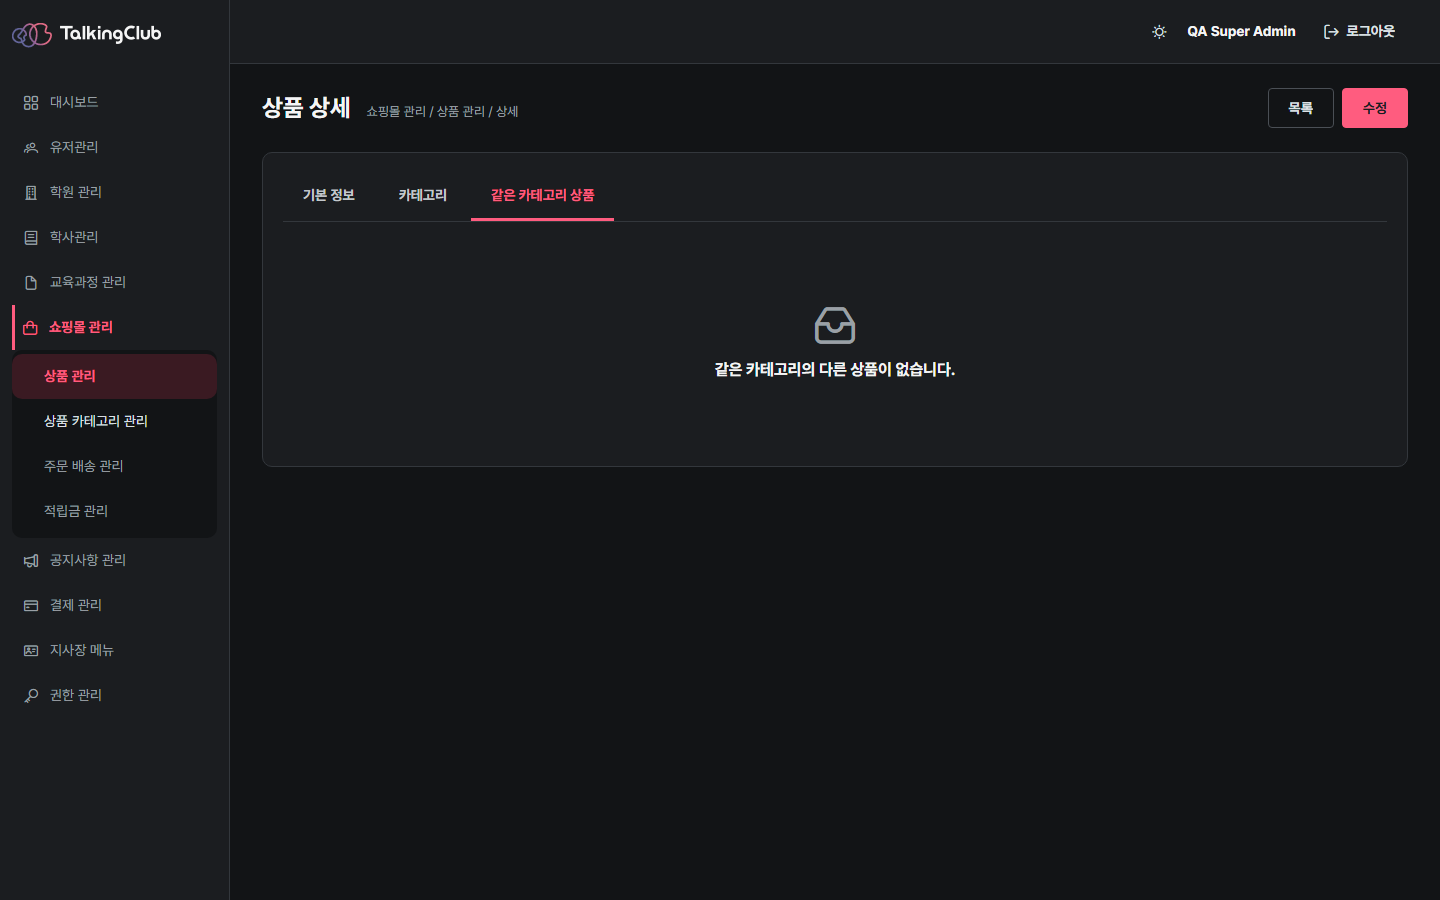 TalkingClub
QA Super Admin
로그아웃
대시보드
유저관리
학원 관리
학사관리
교육과정 관리
쇼핑몰 관리
상품 관리
상품 카테고리 관리
주문 배송 관리
적립금 관리
공지사항 관리
결제 관리
지사장 메뉴
권한 관리
상품 상세
쇼핑몰 관리 / 상품 관리 / 상세
목록
수정
기본 정보
카테고리
같은 카테고리 상품
같은 카테고리의 다른 상품이 없습니다.